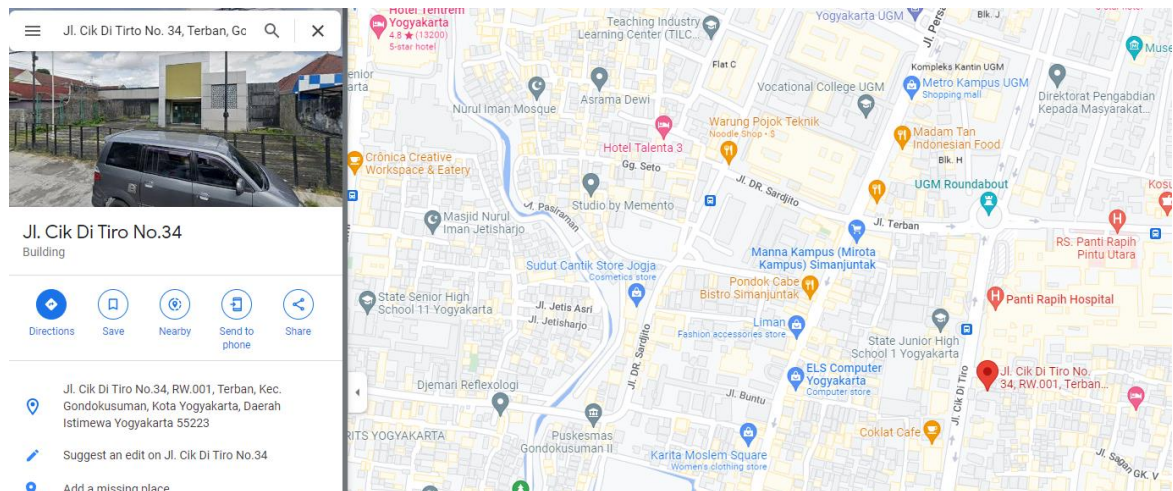 Jl. Cik Di Tirto No. 34, Terban, Gc
Jl. Cik Di Tiro No.34
Building
Directions
Save
Nearby
Send to
phone
Share
Jl. Cik Di Tiro No.34, RW.001, Terban, Kec.
Gondokusuman, Kota Yogyakarta, Daerah
Istimewa Yogyakarta 55223
Suggest an edit on Jl. Cik Di Tiro No.34
Add a missing place
Hotel Tentrem
Yogyakarta
4.8 ★ (13200)
5-star hotel
Teaching Industry
Learning Center (TILC...
Yogyakarta UGM
Jl. Pers
Blk. J
Muse
Flat C
Kompleks Kantin UGM
Metro Kampus UGM
Shopping mall
Vocational College UGM
Direktorat Pengabdian
Kepada Masyarakat...
enior
arta
Nurul Iman Mosque
Asrama Dewi
Warung Pojok Teknik
Noodle Shop • $
Madam Tan
Indonesian Food
Hotel Talenta 3
Blk. H
Crônica Creative
Workspace & Eatery
Gg. Seto
Jl. DR. Sardjito
UGM Roundabout
Kosu
Studio by Memento
Jl. Pasiraman
Masjid Nurul
Iman Jetisharjo
Jl. Terban
RS. Panti Rapih
Pintu Utara
Manna Kampus (Mirota
Kampus) Simanjuntak
Sudut Cantik Store Jogja
Cosmetics store
Pondok Cabe
Bistro Simanjuntak
State Senior High
School 11 Yogyakarta
Jl. Jetis Asri
Jl. Jetisharjo
Panti Rapih Hospital
Liman
Fashion accessories store
State Junior High
School 1 Yogyakarta
Jl. DR. Sardjito
ELS Computer
Yogyakarta
Computer store
Jl. Cik Di Tiro No.
34, RW.001, Terban...
Djemari Reflexologi
Jl. Buntu
Jl. Cik Di Tiro
RITS YOGYAKARTA
Puskesmas
Gondokusuman II
Coklat Cafe
Karita Moslem Square
Women's clothing store
Jl. Sagan GK. V